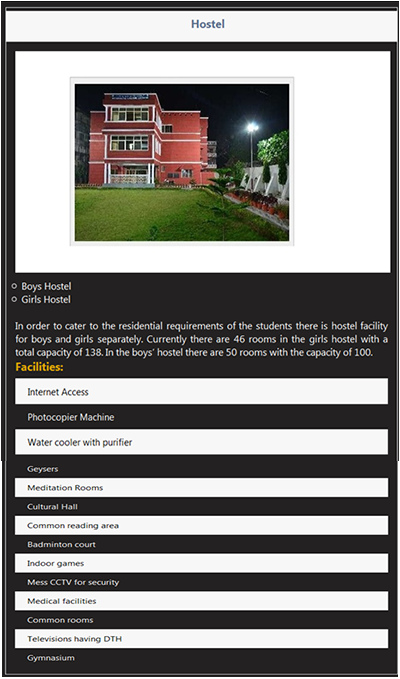 Hostel
Boys Hostel
Girls Hostel
In order to cater to the residential requirements of the students there is hostel facility
for boys and girls separately. Currently there are 46 rooms in the girls hostel with a
total capacity of 138. In the boys' hostel there are 50 rooms with the capacity of 100.
Facilities:
Internet Access
Photocopier Machine
Water cooler with purifier
Geysers
Meditation Rooms
Cultural Hall
Common reading area
Badminton court
Indoor games
Mess CCTV for security
Medical facilities
Common rooms
Televisions having DTH
Gymnasium